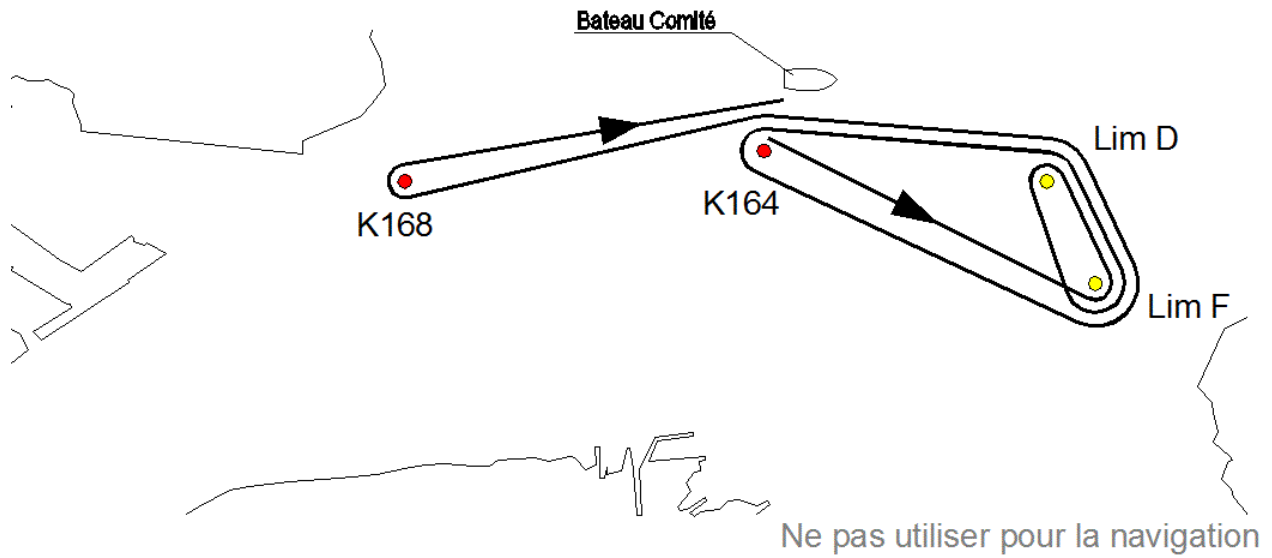 Bateau Comité
Lim D
K168
K164
Lim F
Ne pas utiliser pour la navigation